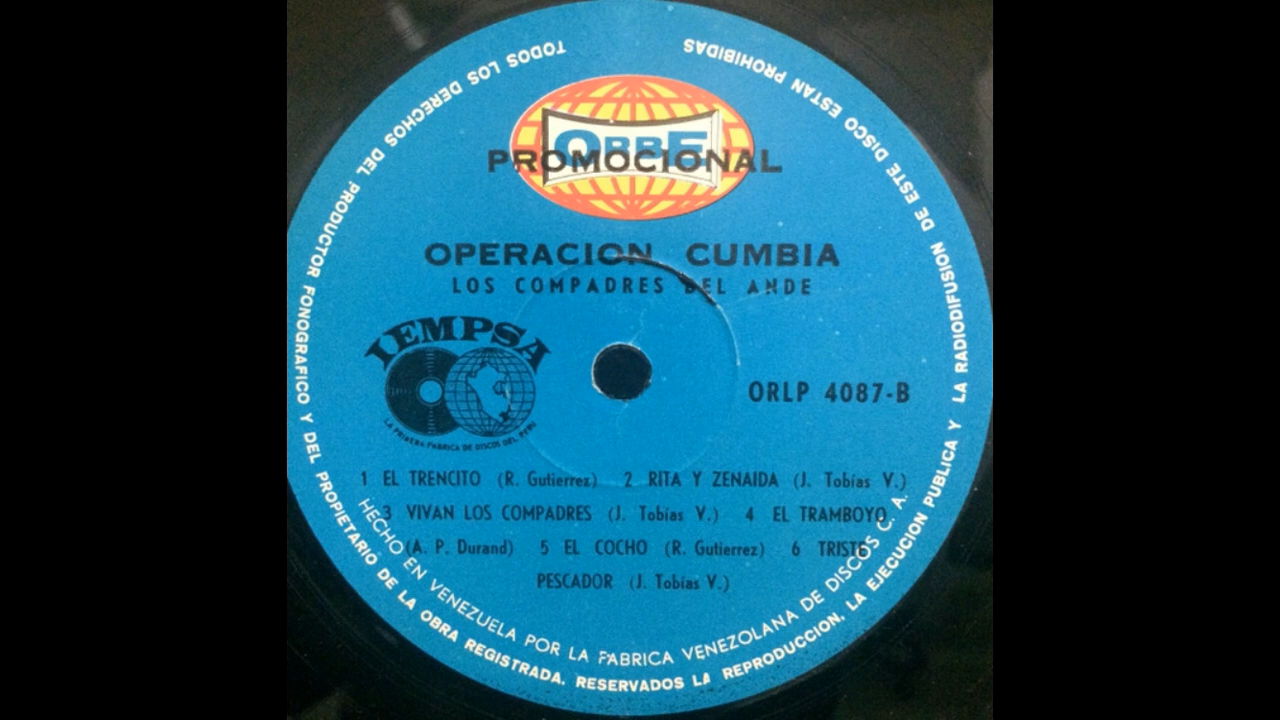 TODOS LOS DERECHOS DEL PRODUCTOR FONOGRAFICO Y DEL PROPIETARIO DE LA OBRA REGISTRADA. RESERVADOS LA REPRODUCCION, LA EJECUCION PUBLICA Y LA RADIODIFUSION DE ESTE DISCO ESTAN PROHIBIDAS
ORBE
PROMOCIONAL
OPERACION CUMBIA
LOS COMPADRES DEL ANDE
IEMPSA
LA PRIMERA FABRICA DE DISCOS DEL PERU
ORLP 4087-B
1 EL TRENCITO (R. Gutierrez) 2 RITA Y ZENAIDA (J. Tobías V.)
3 VIVAN LOS COMPADRES (J. Tobías V.) 4 EL TRAMBOYO
(A. P. Durand) 5 EL COCHO (R. Gutierrez) 6 TRISTE
PESCADOR (J. Tobías V.)
HECHO EN VENEZUELA POR LA FABRICA VENEZOLANA DE DISCOS C. A.